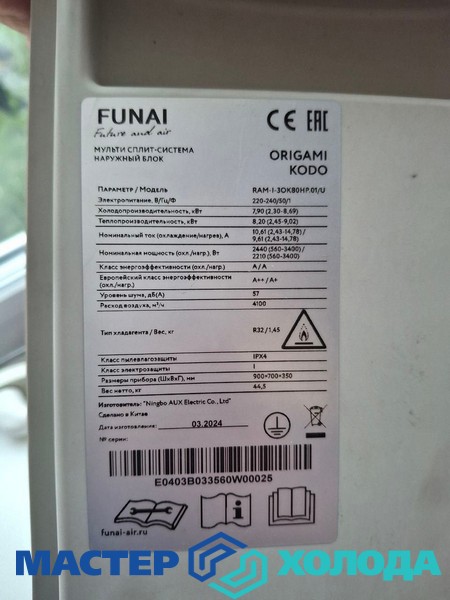 FUNAI
Future and air
CE EAC
МУЛЬТИ СПЛИТ-СИСТЕМА
НАРУЖНЫЙ БЛОК
ORIGAMI
KODO
ПАРАМЕТР / МОДЕЛЬ RAM-I-3OK80HP.01/U
Электропитание, В/Гц/Ф 220-240/50/1
Холодопроизводительность, кВт 7,90 (2,30-8,69)
Теплопроизводительность, кВт 8,20 (2,45-9,02)
Номинальный ток (охлаждение/нагрев), А 10,61 (2,43-14,78) /
9,61 (2,43-14,78)
Номинальная мощность (охл./нагр.), Вт 2440 (560-3400) /
2210 (560-3400)
Класс энергоэффективности (охл./нагр.) A / A
Европейский класс энергоэффективности
(охл./нагр.) A++ / A+
Уровень шума, дБ(А) 57
Расход воздуха, м³/ч 4100
Тип хладагента / Вес, кг R32 / 1,45
Класс пылевлагозащиты IPX4
Класс электрозащиты I
Размеры прибора (ШхВхГ), мм 900×700×350
Вес нетто, кг 44,5
Изготовитель: "Ningbo AUX Electric Co., Ltd"
Сделано в Китае
Дата изготовления: 03.2024
№ серии:
E0403B033560W00025
funai-air.ru
МАСТЕР ХОЛОДА